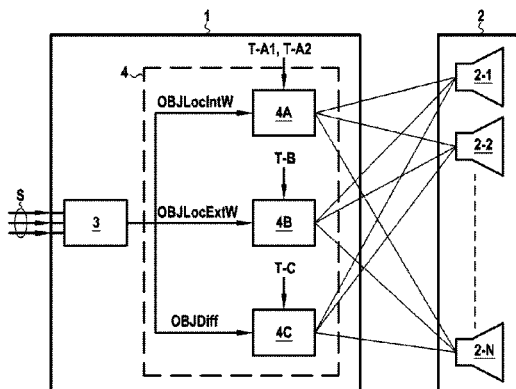 1
2
T-A1, T-A2
4
2-1
OBJLocIntW
4A
2-2
T-B
S
3
OBJLocExtW
4B
T-C
OBJDiff
4C
2-N